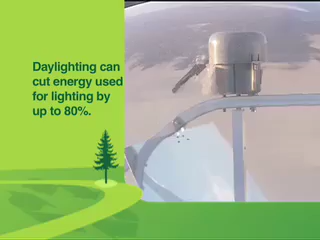 Daylighting can
cut energy used
for lighting by
up to 80%.